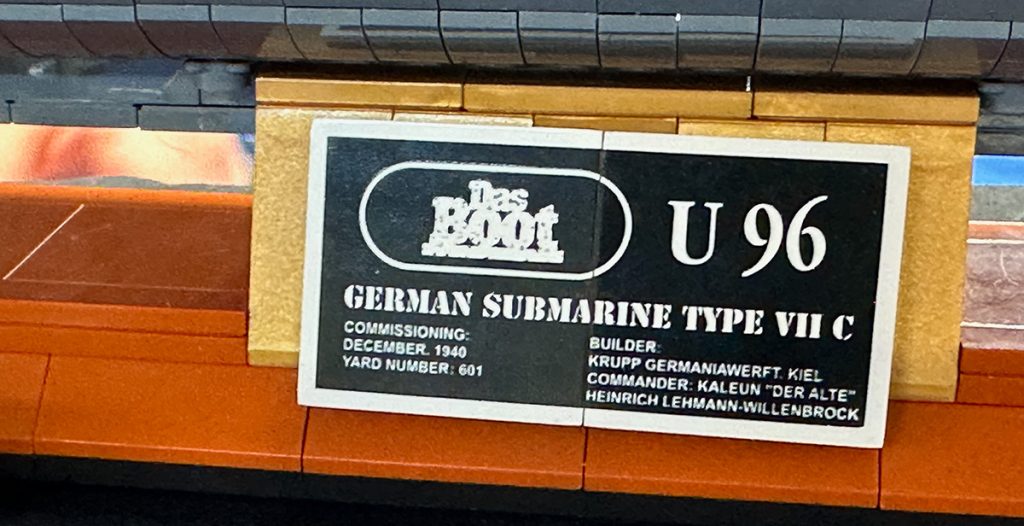 Das
Boot
U 96
GERMAN SUBMARINE TYPE VII C
COMMISSIONING:
DECEMBER. 1940
YARD NUMBER: 601
BUILDER:
KRUPP GERMANIAWERFT. KIEL
COMMANDER: KALEUN "DER ALTE"
HEINRICH LEHMANN-WILLENBROCK